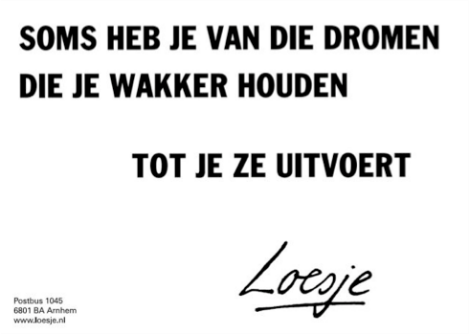 SOMS HEB JE VAN DIE DROMEN
DIE JE WAKKER HOUDEN
TOT JE ZE UITVOERT
Loesje
Postbus 1045
6801 BA Arnhem
www.loesje.nl